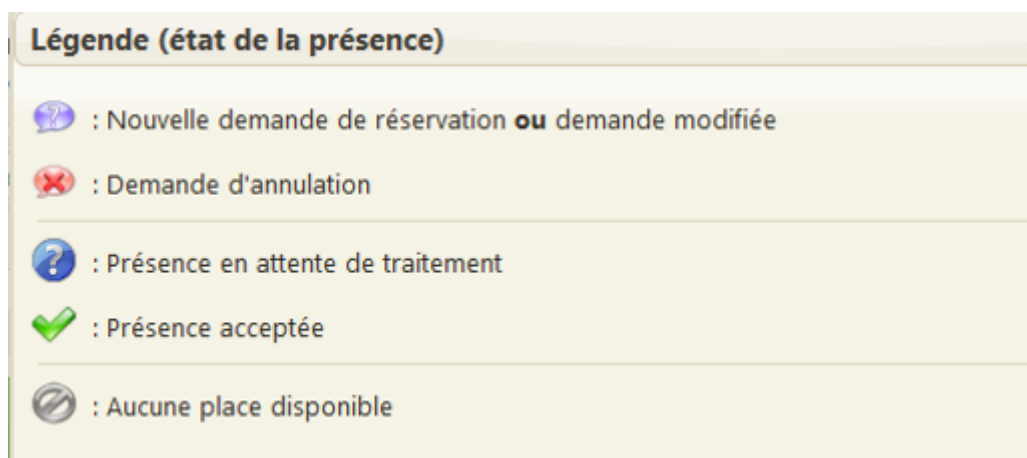 Légende (état de la présence)
: Nouvelle demande de réservation ou demande modifiée
: Demande d'annulation
: Présence en attente de traitement
: Présence acceptée
: Aucune place disponible